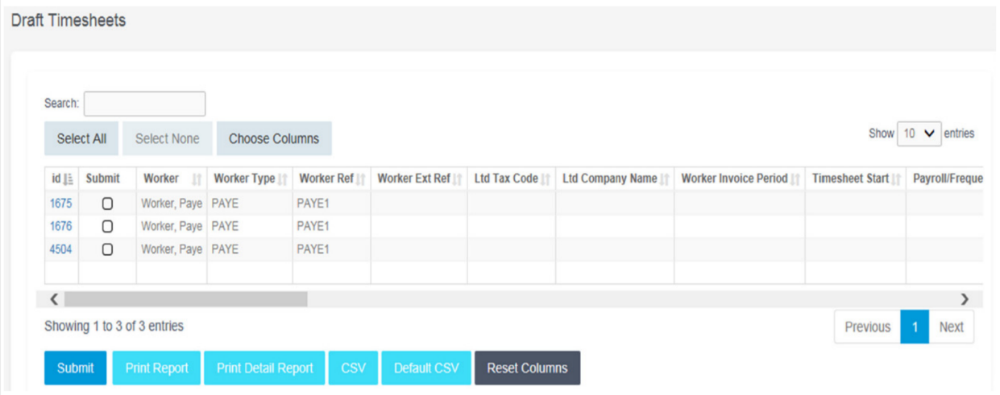 Draft Timesheets
Search:
Select All Select None Choose Columns Show 10 entries
id Submit Worker Worker Type Worker Ref Worker Ext Ref Ltd Tax Code Ltd Company Name Worker Invoice Period Timesheet Start Payroll/Freque
1675 Worker, Paye PAYE PAYE1
1676 Worker, Paye PAYE PAYE1
4504 Worker, Paye PAYE PAYE1
Showing 1 to 3 of 3 entries Previous 1 Next
Submit Print Report Print Detail Report CSV Default CSV Reset Columns